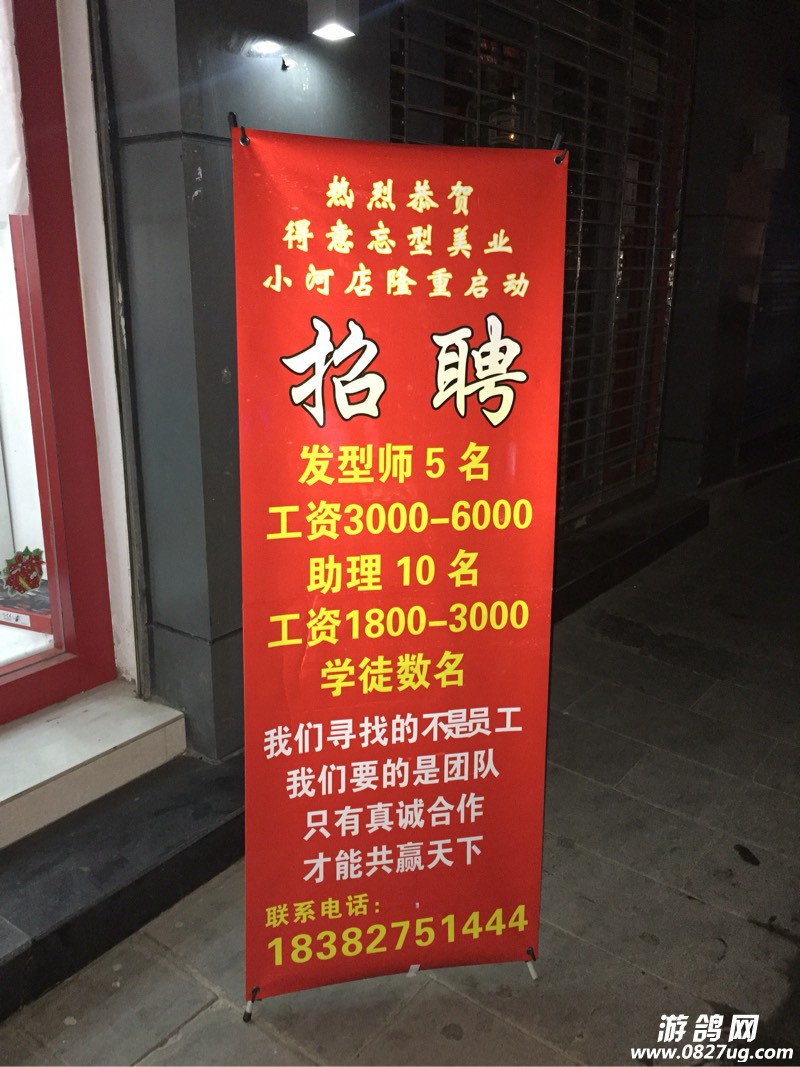 热烈恭贺
得意忘型美业
小河店隆重启动
招聘
发型师5名
工资3000-6000
助理10名
工资1800-3000
学徒数名
我们寻找的不是员工
我们要的是团队
只有真诚合作
才能共赢天下
联系电话:
18382751444
游鸽网
www.0827ug.com